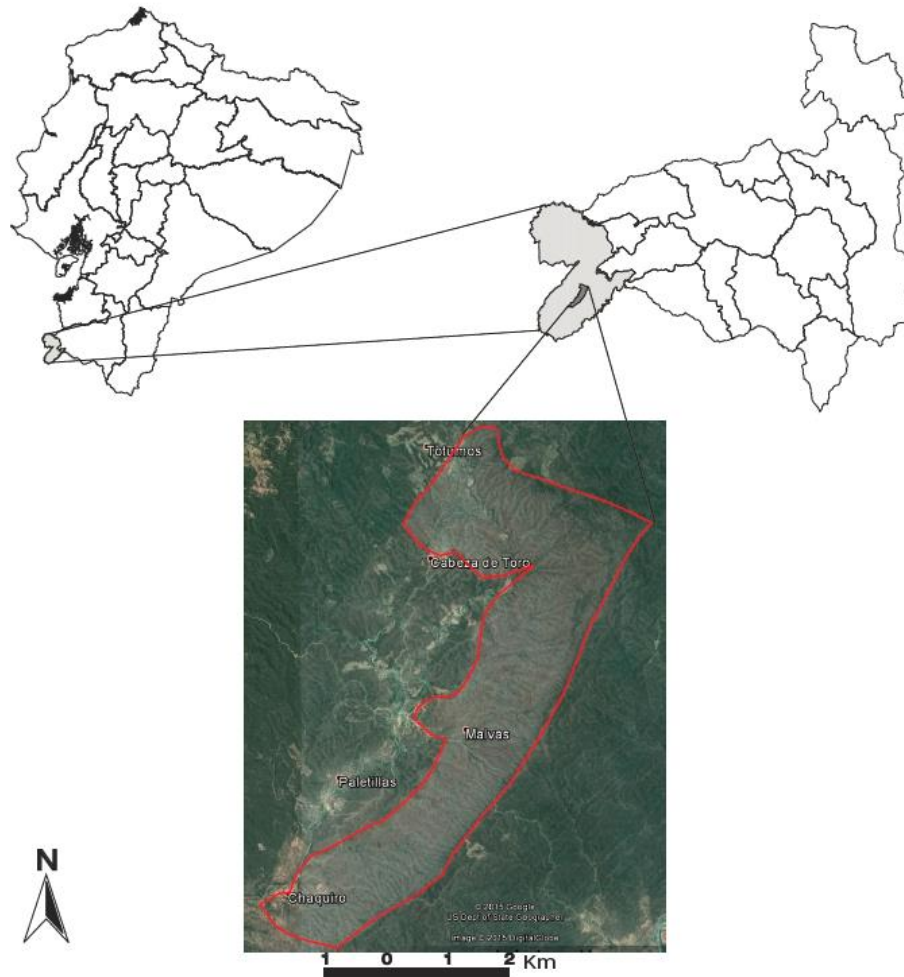 Totumos
Cabeza de Toro
Malvas
Paletillas
N
Chaquiro
© 2015 Google
US Dept of State Geographer
Image © 2015 DigitalGlobe
1 0 1 2 Km